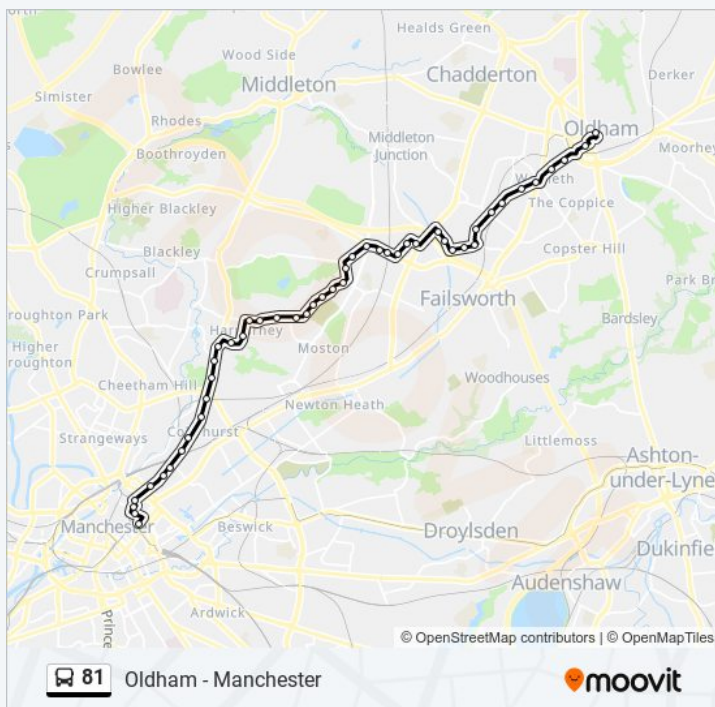 Healds Green
Wood Side
Bowlee
Chadderton
Middleton
Derker
Simister
Rhodes
Oldham
Middleton
Junction
Moorhey
Boothroyden
Werneth
The Coppice
Higher Blackley
Blackley
Copster Hill
Crumpsall
Park Br
roughton Park
Failsworth
Bardsley
Harpurhey
Higher
roughton
Moston
Woodhouses
Cheetham Hill
Newton Heath
Strangeways
Collyhurst
Littlemoss
Ashton-
under-Lyne
Manchester
Beswick
Droylsden
Dukinfie
Audenshaw
Ardwick
Prince
© OpenStreetMap contributors | © OpenMapTiles
81
Oldham - Manchester
moovit